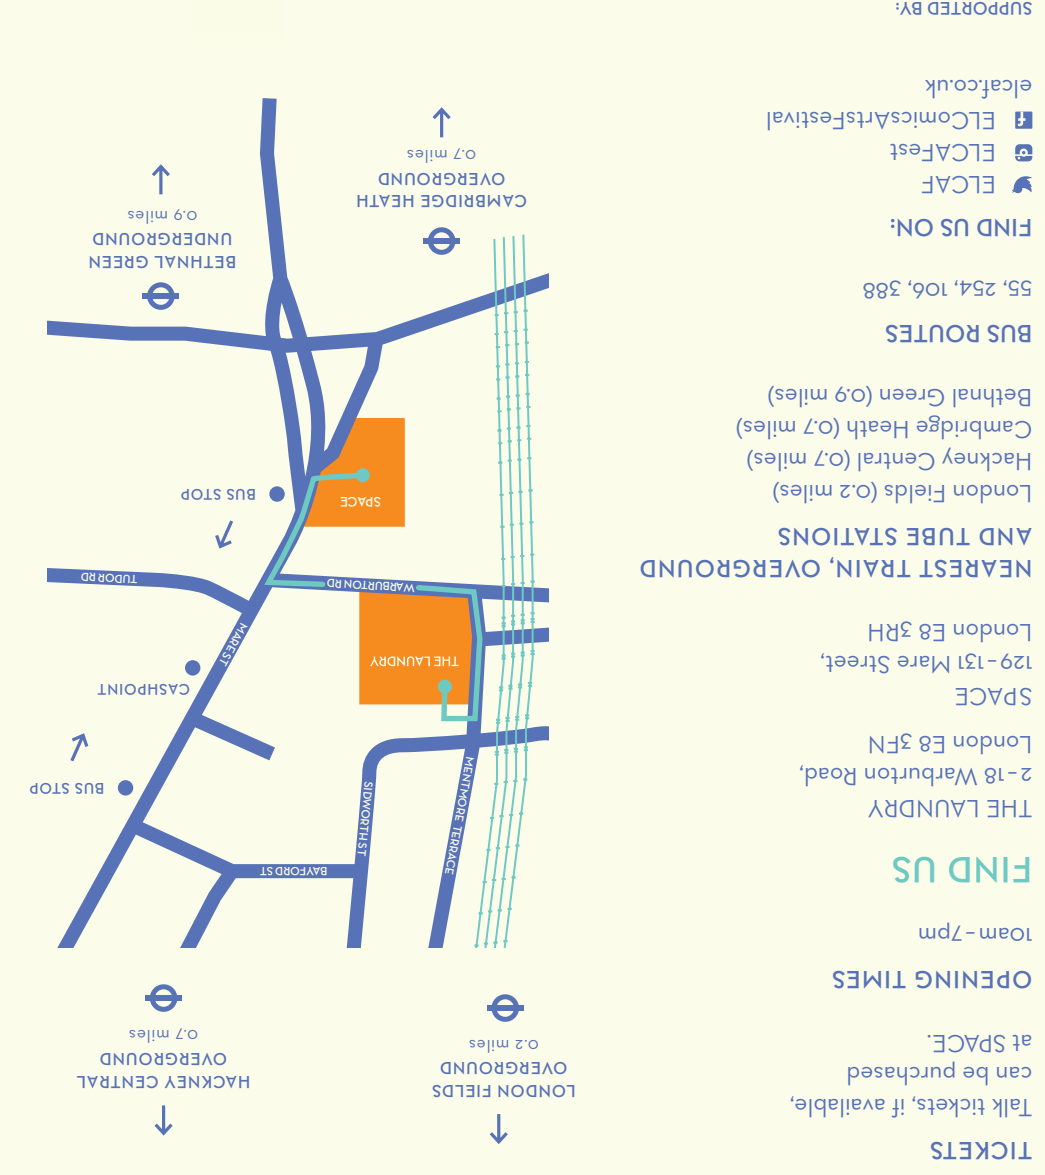 TICKETS
Talk tickets, if available,
can be purchased
at SPACE.
OPENING TIMES
10am-7pm
FIND US
THE LAUNDRY
2-18 Warburton Road,
London E8 3FN
SPACE
129-131 Mare Street,
London E8 3RH
NEAREST TRAIN, OVERGROUND
AND TUBE STATIONS
London Fields (0.2 miles)
Hackney Central (0.7 miles)
Cambridge Heath (0.7 miles)
Bethnal Green (0.9 miles)
BUS ROUTES
55, 254, 106, 388
FIND US ON:
ELCAF
ELCAFest
ELComicsArtsFestival
elcaf.co.uk
SUPPORTED BY:
LONDON FIELDS
OVERGROUND
0.2 miles
HACKNEY CENTRAL
OVERGROUND
0.7 miles
BAYFORD ST
SIDWORTH ST
MENTMORE TERRACE
BUS STOP
CASHPOINT
THE LAUNDRY
MARE ST
WARBURTON RD
TUDOR RD
SPACE
BUS STOP
CAMBRIDGE HEATH
OVERGROUND
0.7 miles
BETHNAL GREEN
UNDERGROUND
0.9 miles